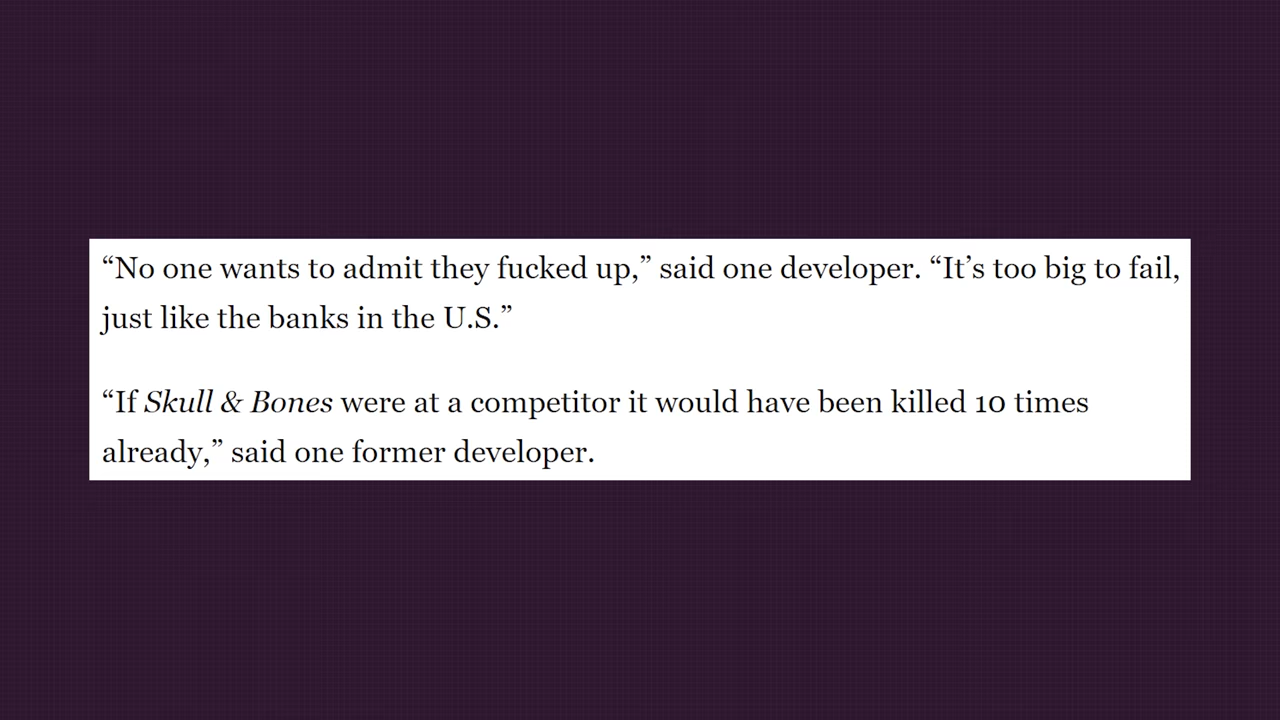 “No one wants to admit they fucked up,” said one developer. “It’s too big to fail,
just like the banks in the U.S.”
“If Skull & Bones were at a competitor it would have been killed 10 times
already,” said one former developer.